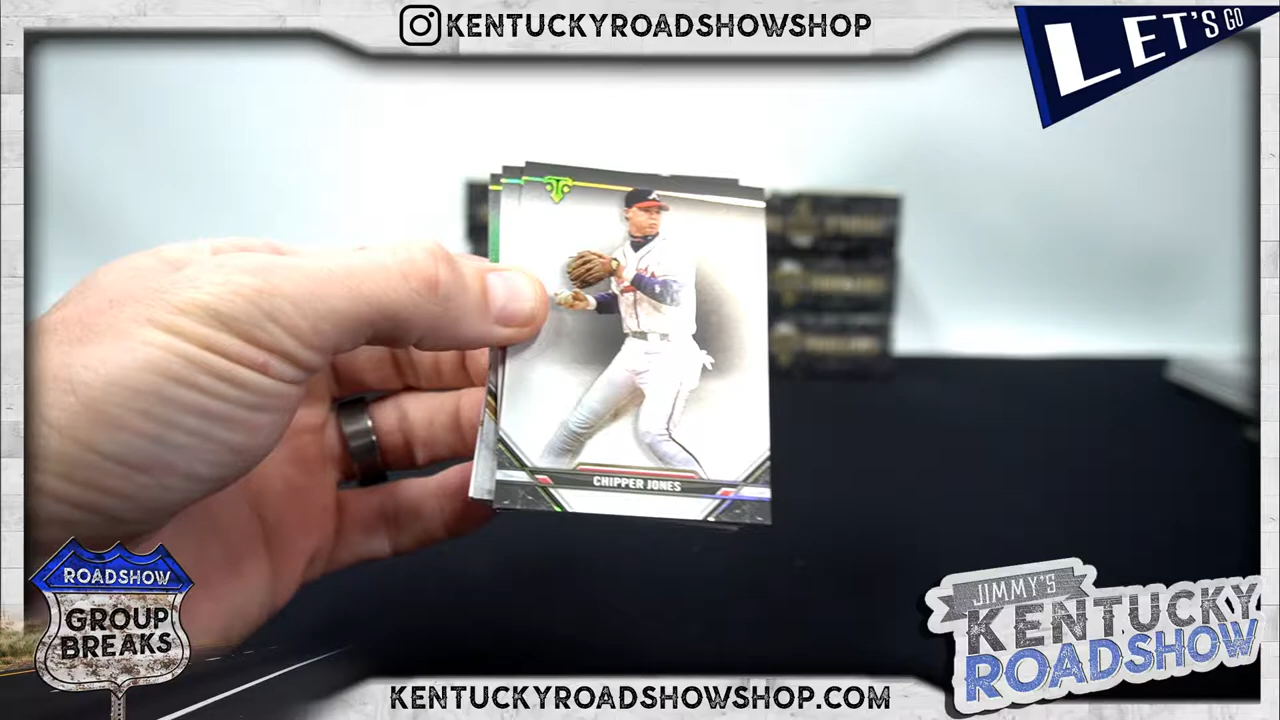 KENTUCKYROADSHOWSHOP
LET'S GO
CHIPPER JONES
ROADSHOW
GROUP
BREAKS
JIMMY'S
KENTUCKY
ROADSHOW
KENTUCKYROADSHOWSHOP.COM